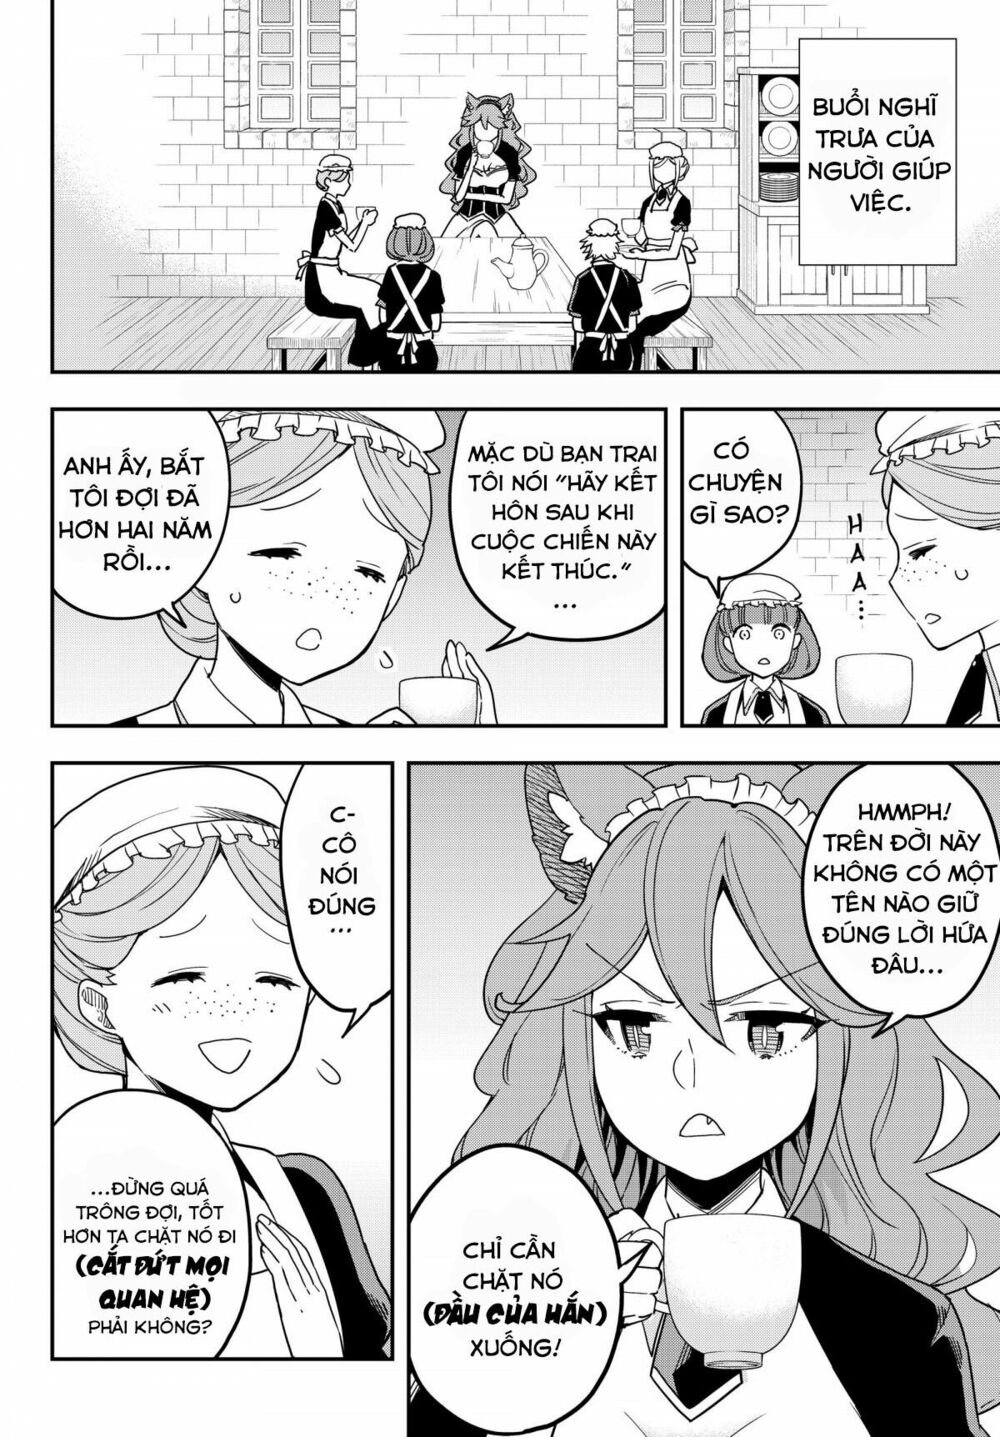 BUỔI NGHĨ
TRƯA CỦA
NGƯỜI GIÚP
VIỆC.
CÓ
CHUYỆN
GÌ SAO?
HAA...
MẶC DÙ BẠN TRAI
TÔI NÓI "HÃY KẾT
HÔN SAU KHI
CUỘC CHIẾN NÀY
KẾT THÚC."
...
ANH ẤY, BẮT
TÔI ĐỢI ĐÃ
HƠN HAI NĂM
RỒI...
HMMPH!
TRÊN ĐỜI NÀY
KHÔNG CÓ MỘT
TÊN NÀO GIỮ
ĐÚNG LỜI HỨA
ĐÂU...
CHỈ CẦN
CHẶT NÓ
(ĐẦU CỦA HẮN)
XUỐNG!
C-
CÔ NÓI
ĐÚNG
...
...ĐỪNG QUÁ
TRÔNG ĐỢI, TỐT
HƠN TA CHẶT NÓ ĐI
(CẮT ĐỨT MỌI
QUAN HỆ)
PHẢI KHÔNG?